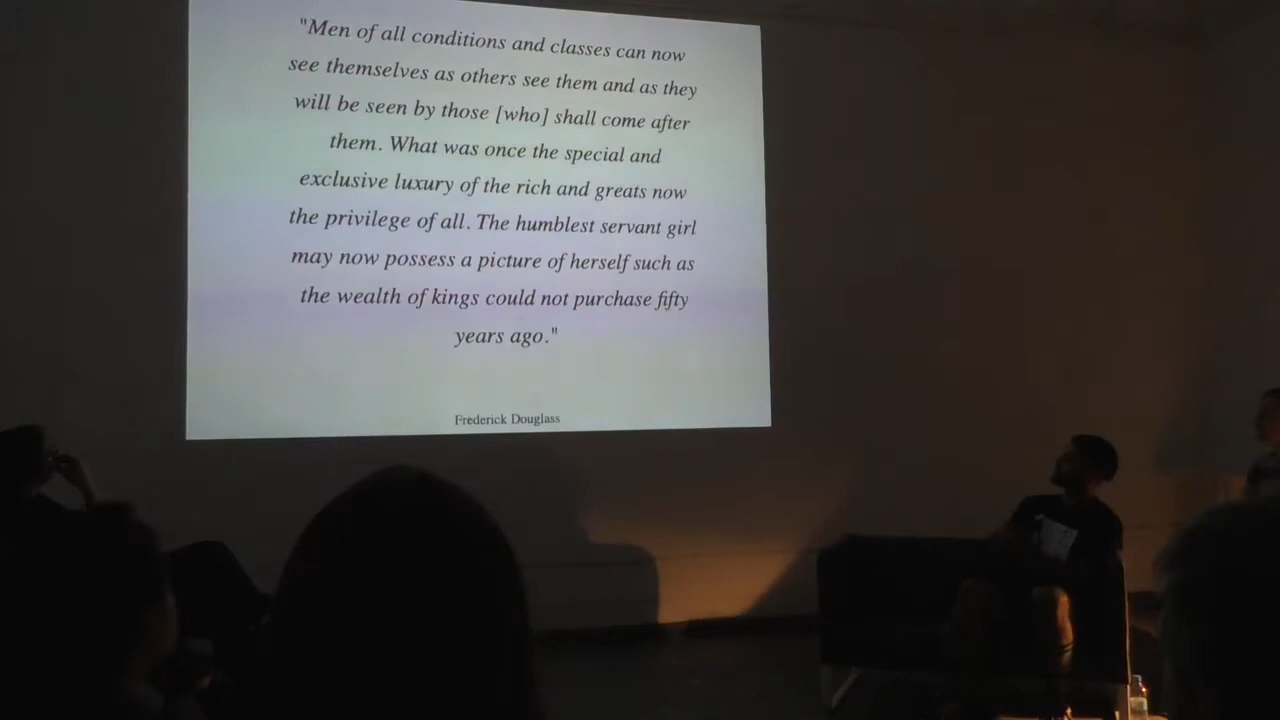 "Men of all conditions and classes can now
see themselves as others see them and as they
will be seen by those [who] shall come after
them. What was once the special and
exclusive luxury of the rich and greats now
the privilege of all. The humblest servant girl
may now possess a picture of herself such as
the wealth of kings could not purchase fifty
years ago."
Frederick Douglass